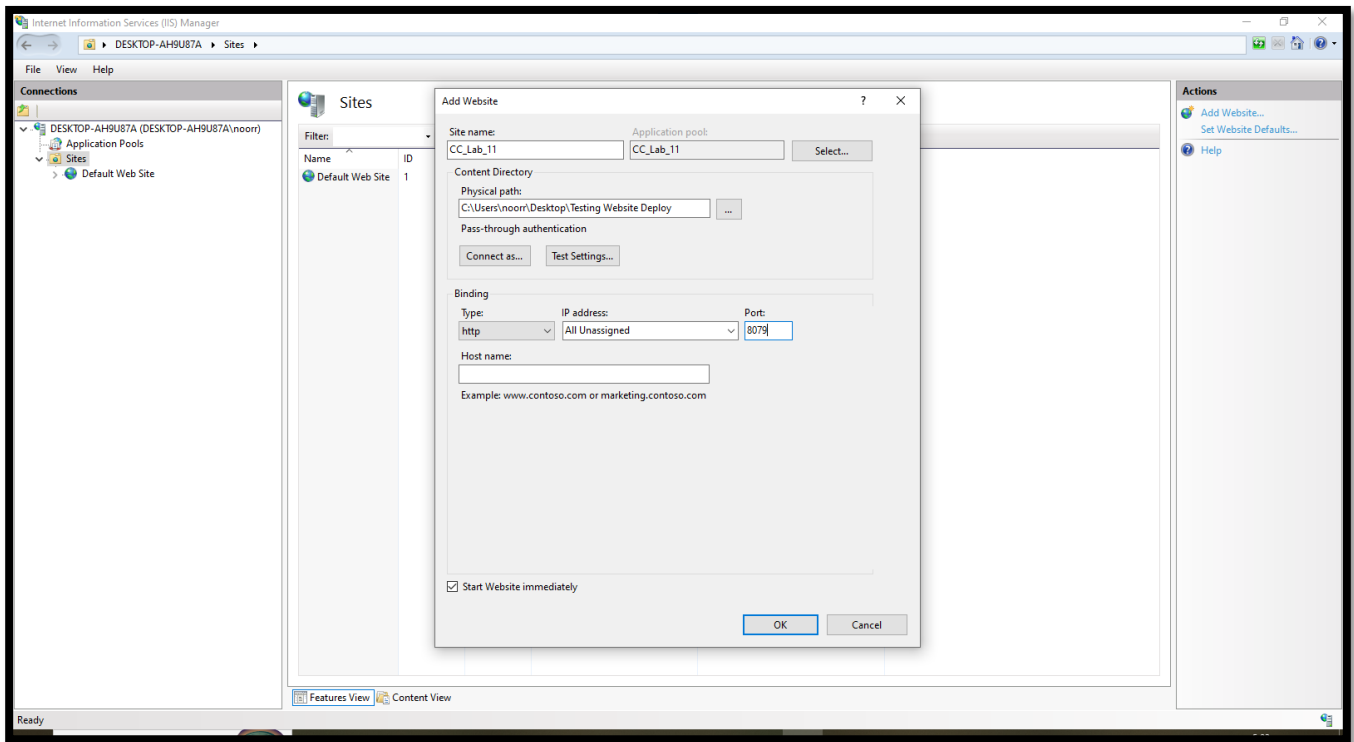 Internet Information Services (IIS) Manager
DESKTOP-AH9U87A Sites
File View Help
Connections
DESKTOP-AH9U87A (DESKTOP-AH9U87A\noorr)
Application Pools
Sites
Default Web Site
Sites
Filter:
Name ID
Default Web Site 1
Add Website ?
Site name: Application pool:
CC_Lab_11 CC_Lab_11 Select...
Content Directory
Physical path:
C:\Users\noorr\Desktop\Testing Website Deploy ...
Pass-through authentication
Connect as... Test Settings...
Binding
Type: IP address: Port:
http All Unassigned 8079
Host name:
Example: www.contoso.com or marketing.contoso.com
Start Website immediately
OK Cancel
Actions
Add Website...
Set Website Defaults...
Help
Features View Content View
Ready